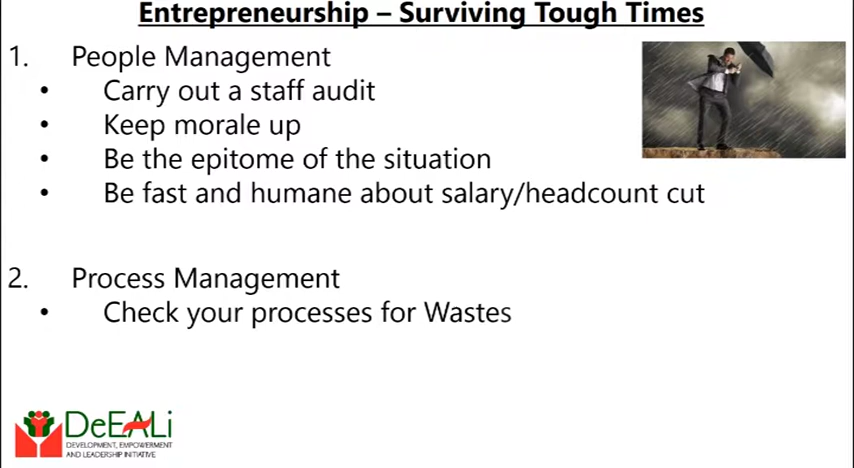 Entrepreneurship – Surviving Tough Times
1. People Management
• Carry out a staff audit
• Keep morale up
• Be the epitome of the situation
• Be fast and humane about salary/headcount cut
2. Process Management
• Check your processes for Wastes
DeEALi
DEVELOPMENT, EMPOWERMENT
AND LEADERSHIP INITIATIVE